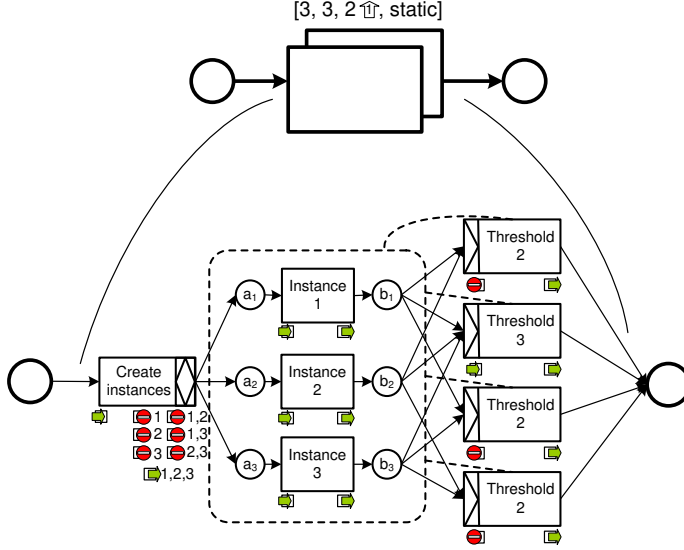 [3, 3, 2 1, static]
Threshold
2
a1
Instance
1
b1
Threshold
3
Create
instances
a2
Instance
2
b2
1 1,2
2 1,3
3 2,3
1,2,3
Threshold
2
a3
Instance
3
b3
Threshold
2